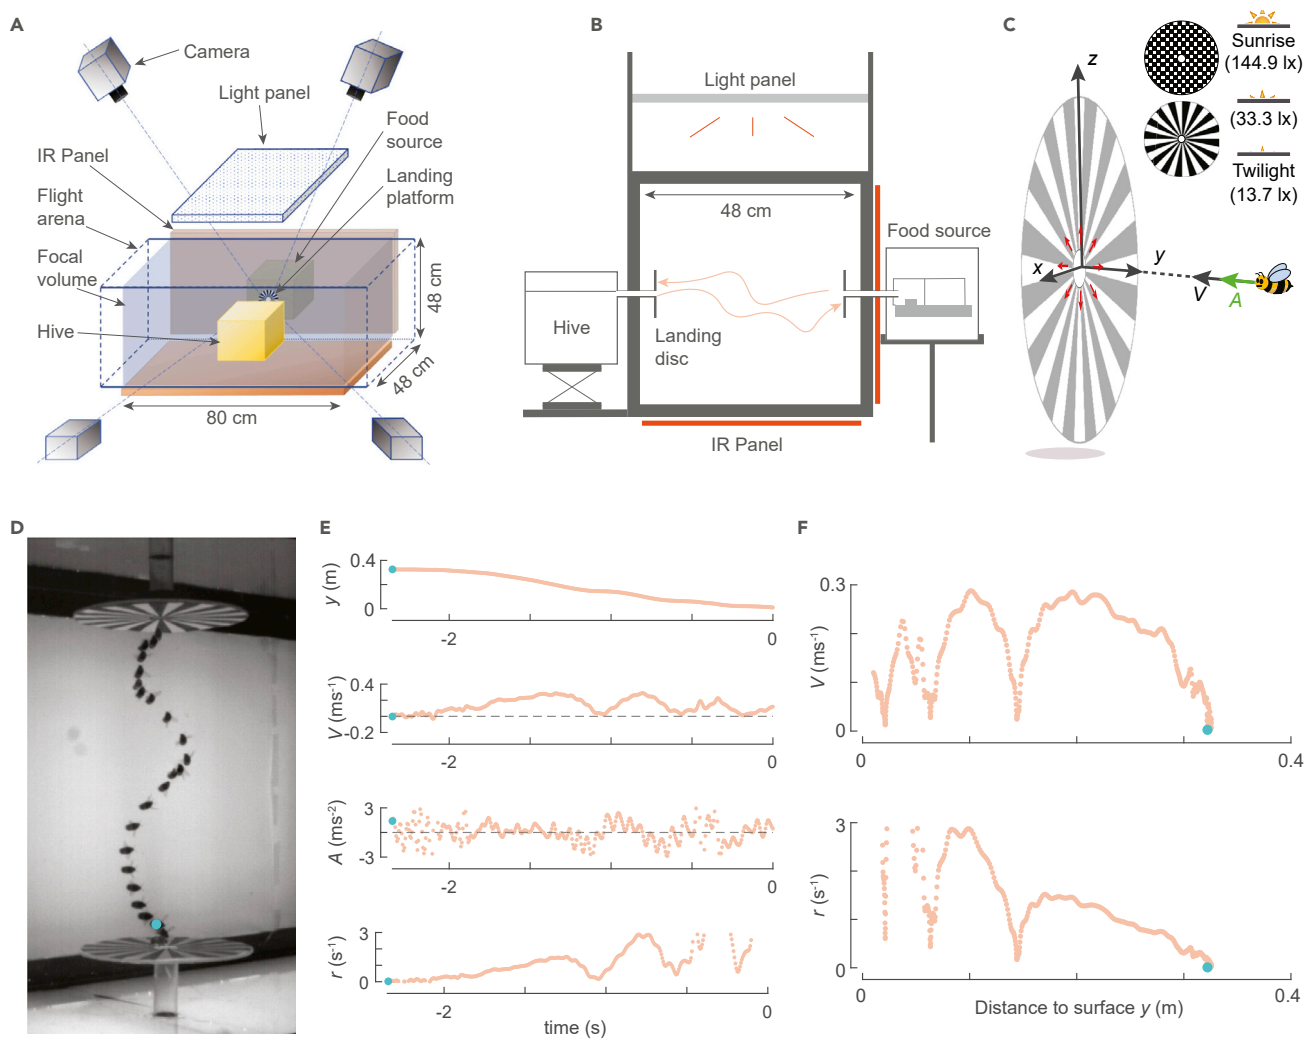 A
Camera
Light panel
Food
source
IR Panel
Landing
platform
Flight
arena
Focal
volume
Hive
48 cm
48 cm
80 cm
B
Light panel
48 cm
Food source
Hive
Landing
disc
IR Panel
C
z
x
y
V
A
Sunrise
(144.9 lx)
(33.3 lx)
Twilight
(13.7 lx)
D
E
0.4
0
y (m)
-2
0
0.4
-0.2
V (ms-1)
-2
0
3
-3
A (ms-2)
-2
0
3
0
r (s-1)
-2
0
time (s)
F
0.3
0
V (ms-1)
0
0.4
3
0
r (s-1)
0
0.4
Distance to surface y (m)